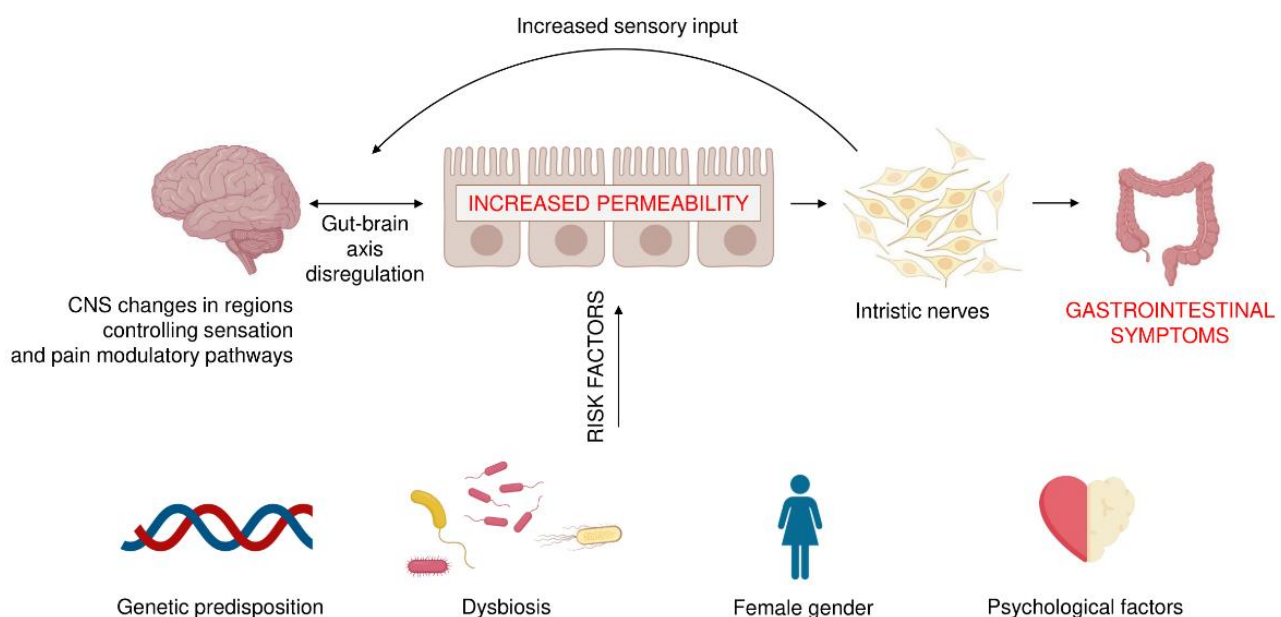 Increased sensory input
INCREASED PERMEABILITY
Gut-brain
axis
disregulation
CNS changes in regions
controlling sensation
and pain modulatory pathways
Intristic nerves
GASTROINTESTINAL
SYMPTOMS
RISK FACTORS
Genetic predisposition
Dysbiosis
Female gender
Psychological factors